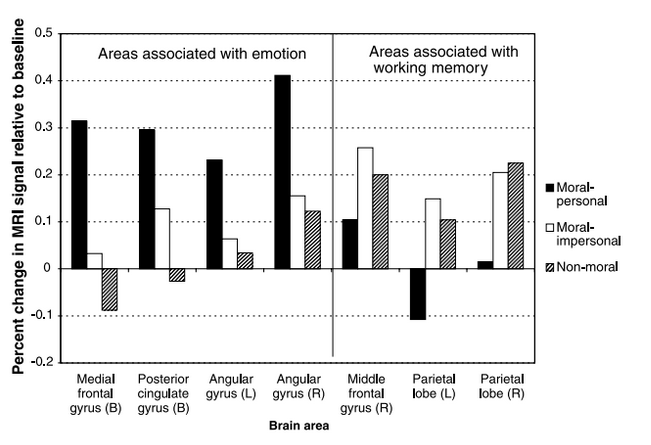 Percent change in MRI signal relative to baseline
0.5
0.4
0.3
0.2
0.1
0
-0.1
-0.2
Areas associated with emotion
Areas associated with
working memory
Medial
frontal
gyrus (B)
Posterior
cingulate
gyrus (B)
Angular
gyrus (L)
Angular
gyrus (R)
Middle
frontal
gyrus (R)
Parietal
lobe (L)
Parietal
lobe (R)
Brain area
Moral-
personal
Moral-
impersonal
Non-moral